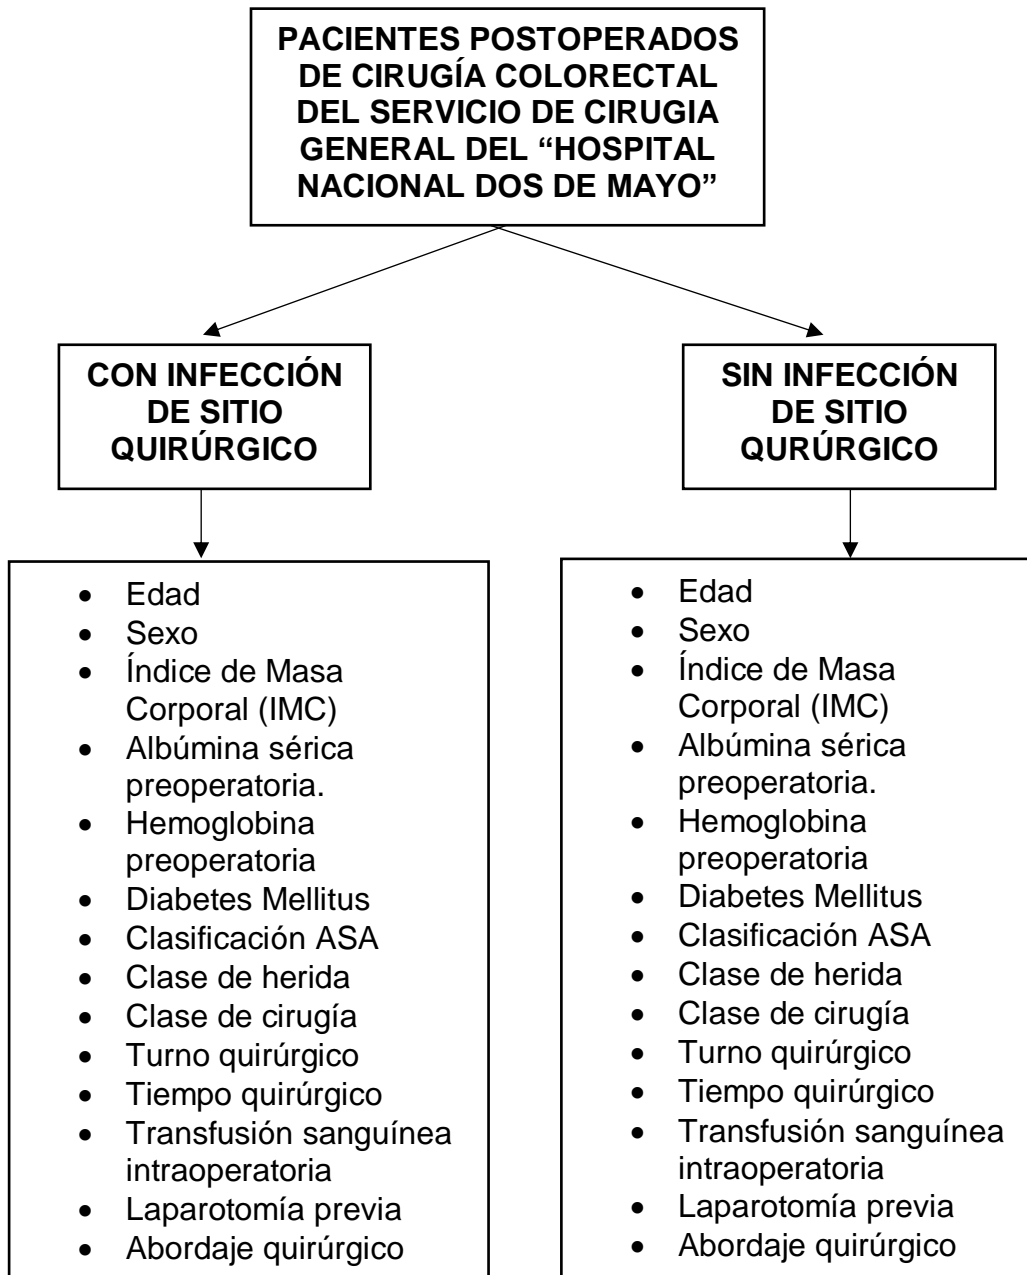 PACIENTES POSTOPERADOS
DE CIRUGÍA COLORECTAL
DEL SERVICIO DE CIRUGIA
GENERAL DEL “HOSPITAL
NACIONAL DOS DE MAYO”
CON INFECCIÓN
DE SITIO
QUIRÚRGICO
SIN INFECCIÓN
DE SITIO
QURÚRGICO
• Edad
• Sexo
• Índice de Masa
Corporal (IMC)
• Albúmina sérica
preoperatoria.
• Hemoglobina
preoperatoria
• Diabetes Mellitus
• Clasificación ASA
• Clase de herida
• Clase de cirugía
• Turno quirúrgico
• Tiempo quirúrgico
• Transfusión sanguínea
intraoperatoria
• Laparotomía previa
• Abordaje quirúrgico
• Edad
• Sexo
• Índice de Masa
Corporal (IMC)
• Albúmina sérica
preoperatoria.
• Hemoglobina
preoperatoria
• Diabetes Mellitus
• Clasificación ASA
• Clase de herida
• Clase de cirugía
• Turno quirúrgico
• Tiempo quirúrgico
• Transfusión sanguínea
intraoperatoria
• Laparotomía previa
• Abordaje quirúrgico